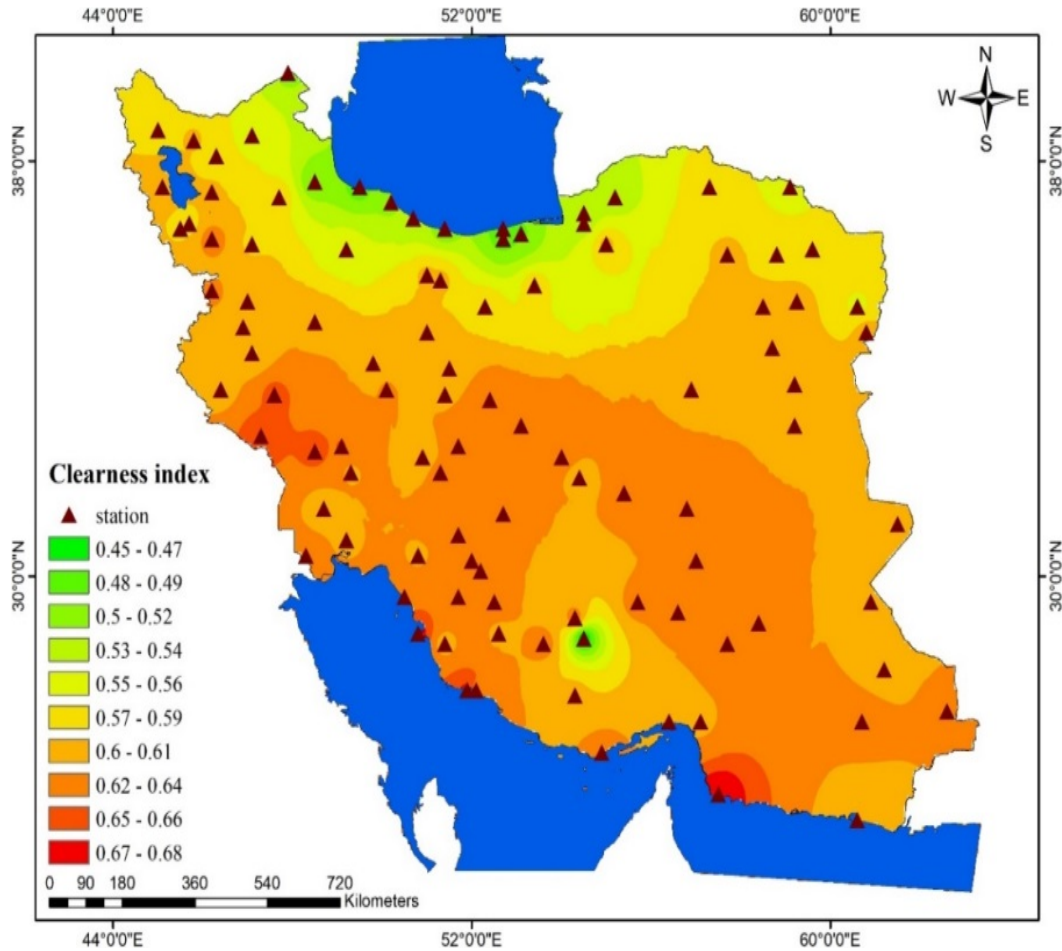 44°0'0"E 52°0'0"E 60°0'0"E
N
W E
S
38°0'0"N 38°0'0"N
Clearness index
station
0.45 - 0.47
0.48 - 0.49
0.5 - 0.52
0.53 - 0.54
0.55 - 0.56
0.57 - 0.59
0.6 - 0.61
0.62 - 0.64
0.65 - 0.66
0.67 - 0.68
30°0'0"N 30°0'0"N
0 90 180 360 540 720
Kilometers
44°0'0"E 52°0'0"E 60°0'0"E